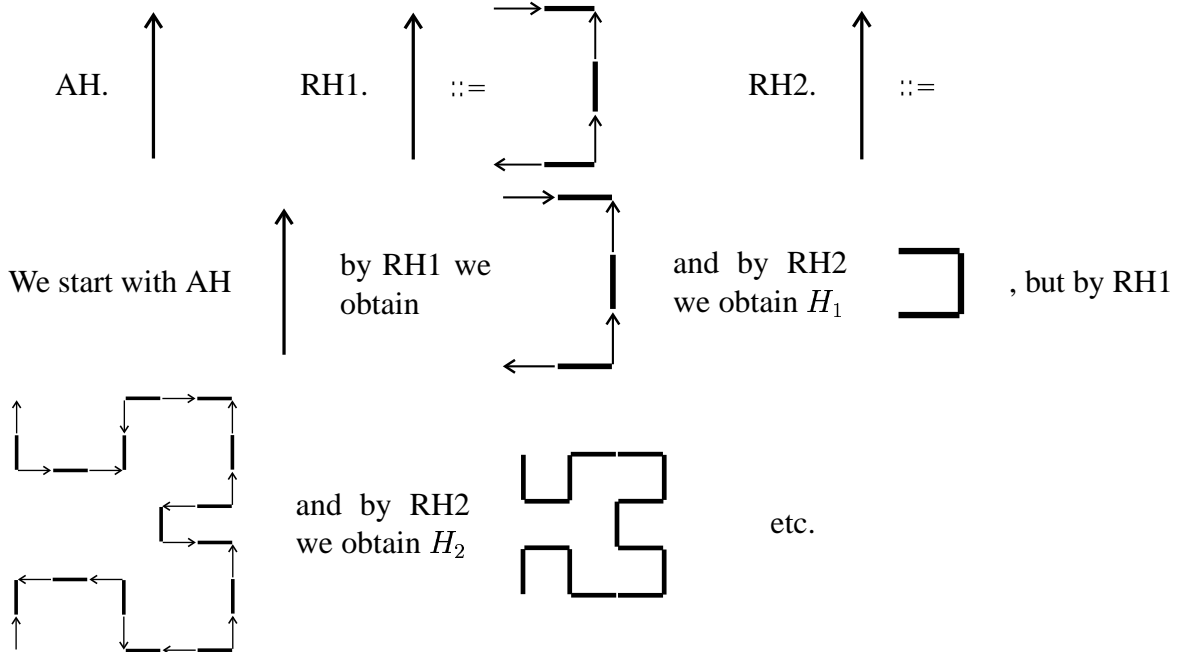 AH. RH1. ::= RH2. ::=
We start with AH by RH1 we obtain and by RH2 we obtain H₁ , but by RH1
and by RH2 we obtain H₂ etc.